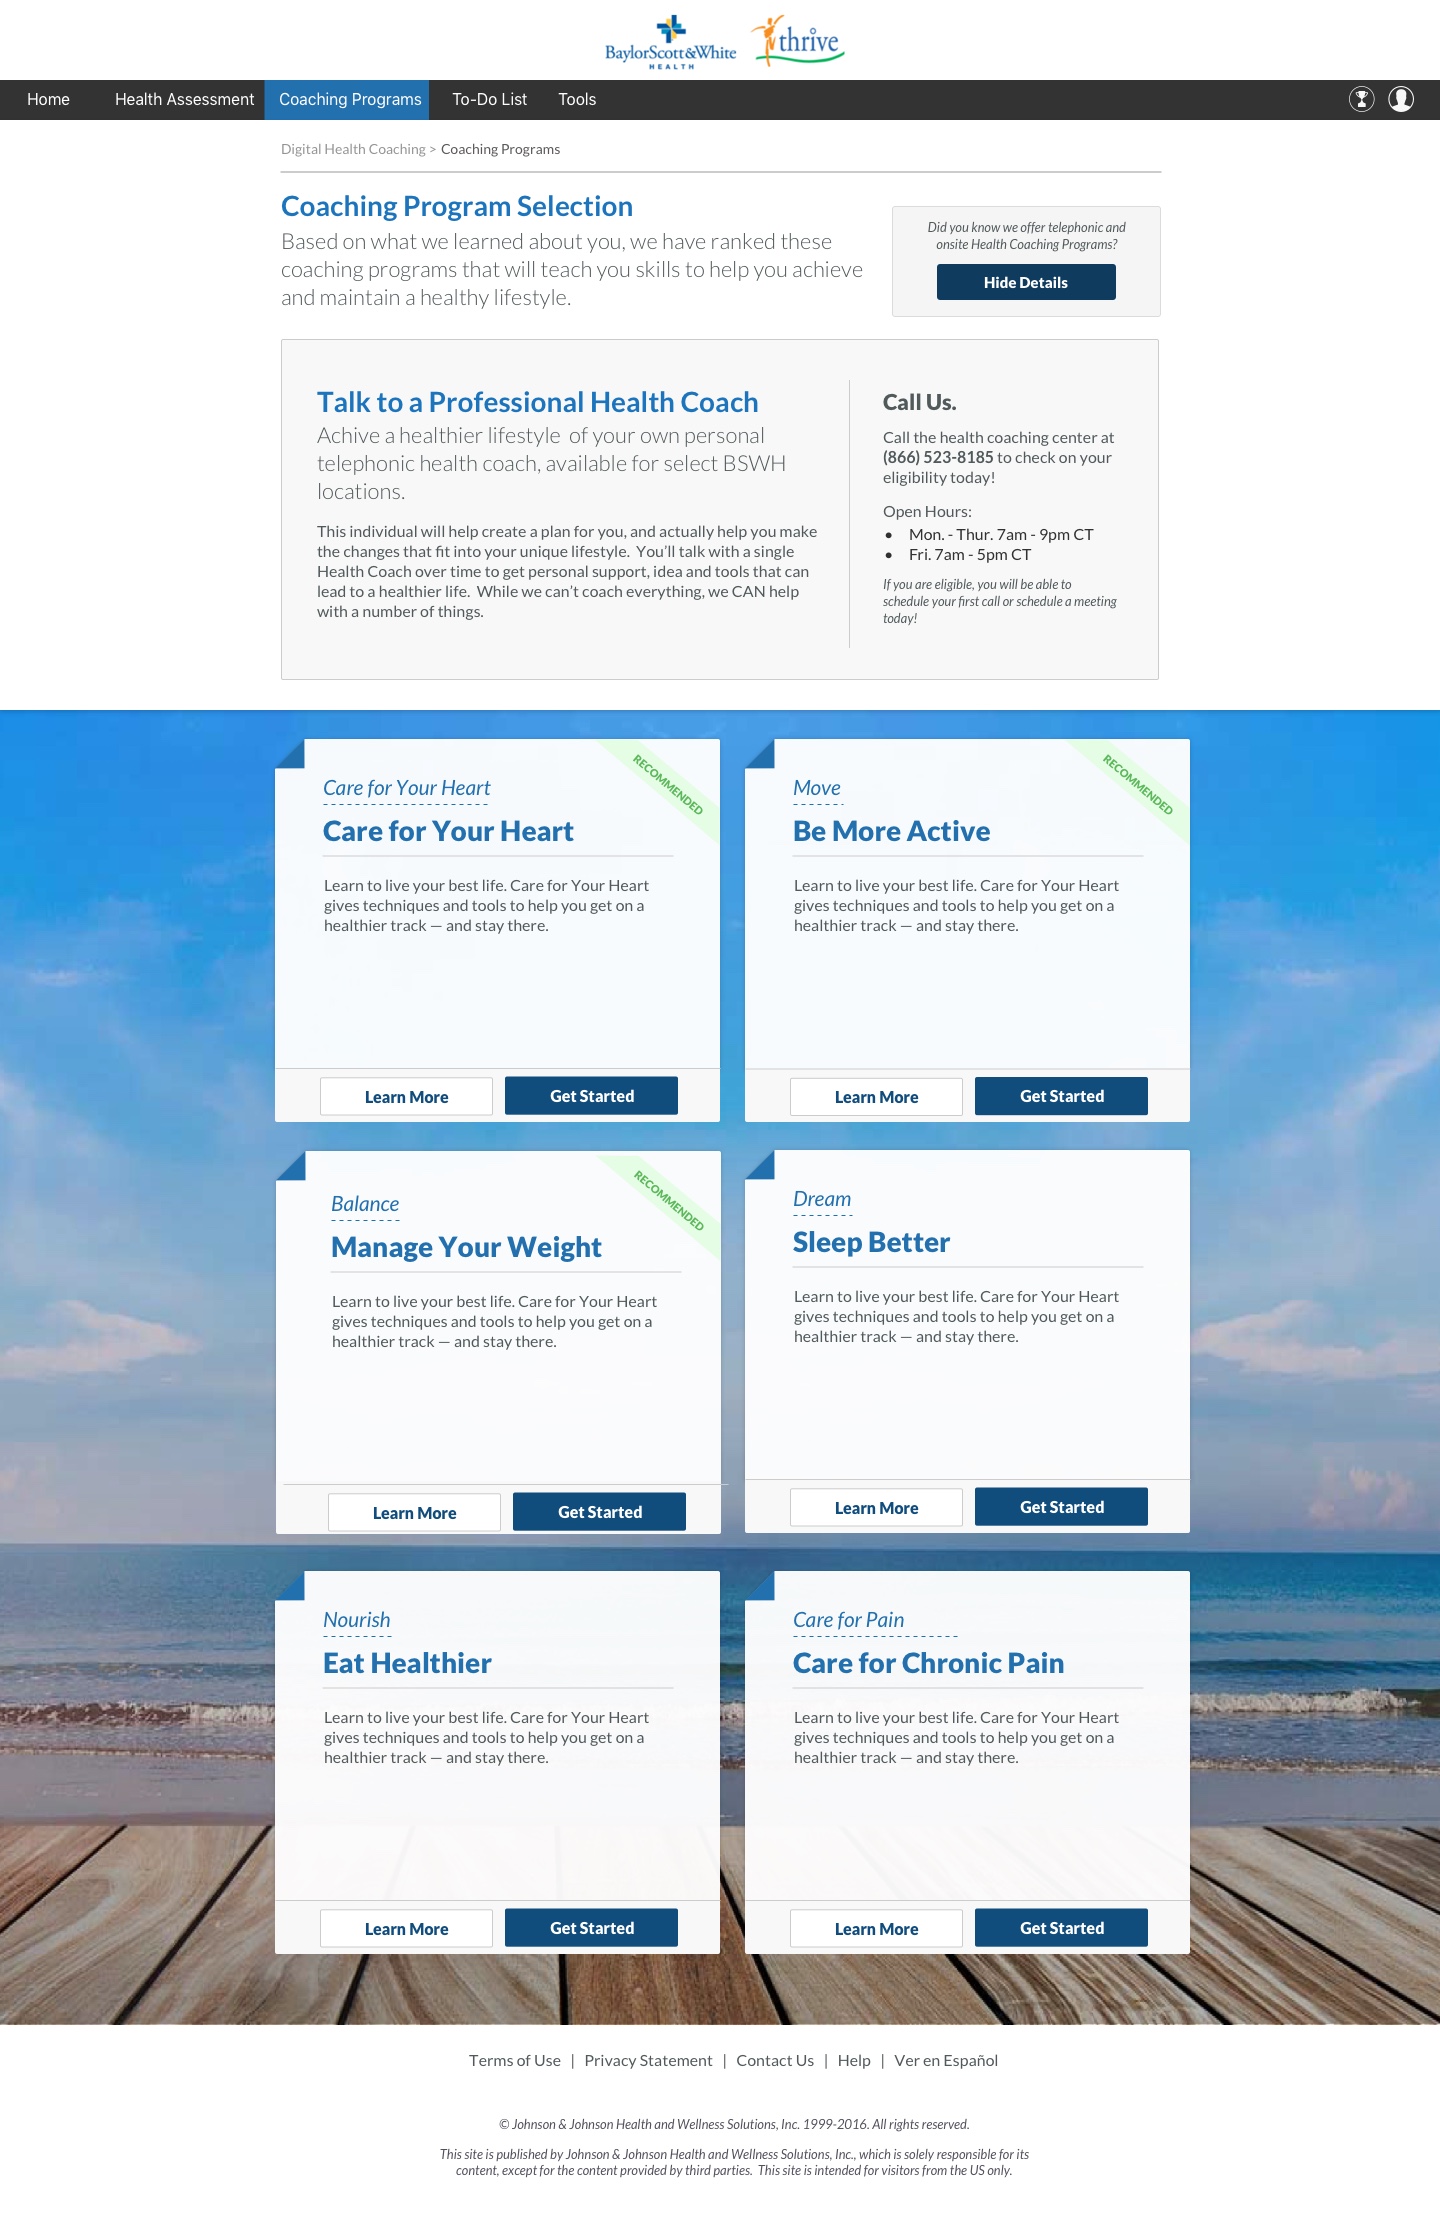 BaylorScott&White
HEALTH
thrive
Home
Health Assessment
Coaching Programs
To-Do List
Tools
Digital Health Coaching > Coaching Programs
Coaching Program Selection
Based on what we learned about you, we have ranked these
coaching programs that will teach you skills to help you achieve
and maintain a healthy lifestyle.
Did you know we offer telephonic and
onsite Health Coaching Programs?
Hide Details
Talk to a Professional Health Coach
Achive a healthier lifestyle  of your own personal
telephonic health coach, available for select BSWH
locations.
This individual will help create a plan for you, and actually help you make
the changes that fit into your unique lifestyle.  You'll talk with a single
Health Coach over time to get personal support, idea and tools that can
lead to a healthier life.  While we can't coach everything, we CAN help
with a number of things.
Call Us.
Call the health coaching center at
(866) 523-8185 to check on your
eligibility today!
Open Hours:
• Mon. - Thur. 7am - 9pm CT
• Fri. 7am - 5pm CT
If you are eligible, you will be able to
schedule your first call or schedule a meeting
today!
RECOMMENDED
Care for Your Heart
Care for Your Heart
Learn to live your best life. Care for Your Heart
gives techniques and tools to help you get on a
healthier track — and stay there.
Learn More
Get Started
RECOMMENDED
Move
Be More Active
Learn to live your best life. Care for Your Heart
gives techniques and tools to help you get on a
healthier track — and stay there.
Learn More
Get Started
RECOMMENDED
Balance
Manage Your Weight
Learn to live your best life. Care for Your Heart
gives techniques and tools to help you get on a
healthier track — and stay there.
Learn More
Get Started
Dream
Sleep Better
Learn to live your best life. Care for Your Heart
gives techniques and tools to help you get on a
healthier track — and stay there.
Learn More
Get Started
Nourish
Eat Healthier
Learn to live your best life. Care for Your Heart
gives techniques and tools to help you get on a
healthier track — and stay there.
Learn More
Get Started
Care for Pain
Care for Chronic Pain
Learn to live your best life. Care for Your Heart
gives techniques and tools to help you get on a
healthier track — and stay there.
Learn More
Get Started
Terms of Use | Privacy Statement | Contact Us | Help | Ver en Español
© Johnson & Johnson Health and Wellness Solutions, Inc. 1999-2016. All rights reserved.
This site is published by Johnson & Johnson Health and Wellness Solutions, Inc., which is solely responsible for its
content, except for the content provided by third parties.  This site is intended for visitors from the US only.